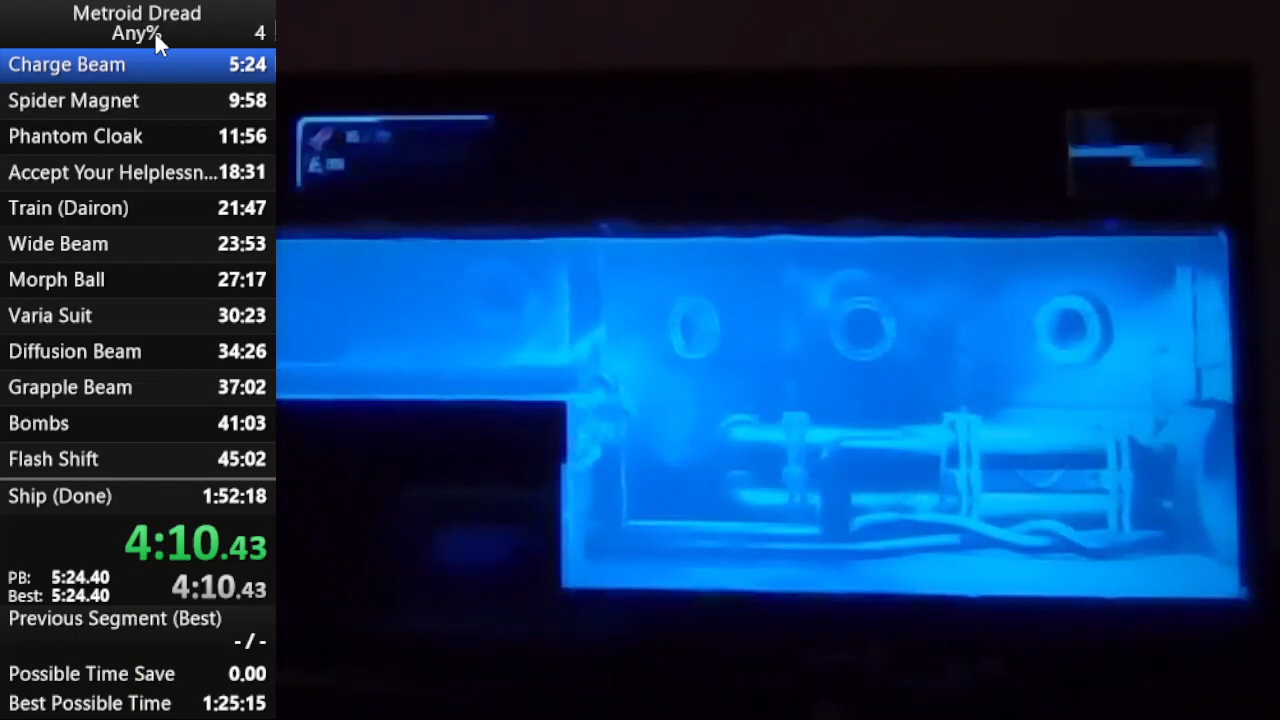 Metroid Dread
Any% 4
Charge Beam 5:24
Spider Magnet 9:58
Phantom Cloak 11:56
Accept Your Helplessn... 18:31
Train (Dairon) 21:47
Wide Beam 23:53
Morph Ball 27:17
Varia Suit 30:23
Diffusion Beam 34:26
Grapple Beam 37:02
Bombs 41:03
Flash Shift 45:02
Ship (Done) 1:52:18
4:10.43
PB: 5:24.40
Best: 5:24.40
4:10.43
Previous Segment (Best)
- / -
Possible Time Save 0.00
Best Possible Time 1:25:15